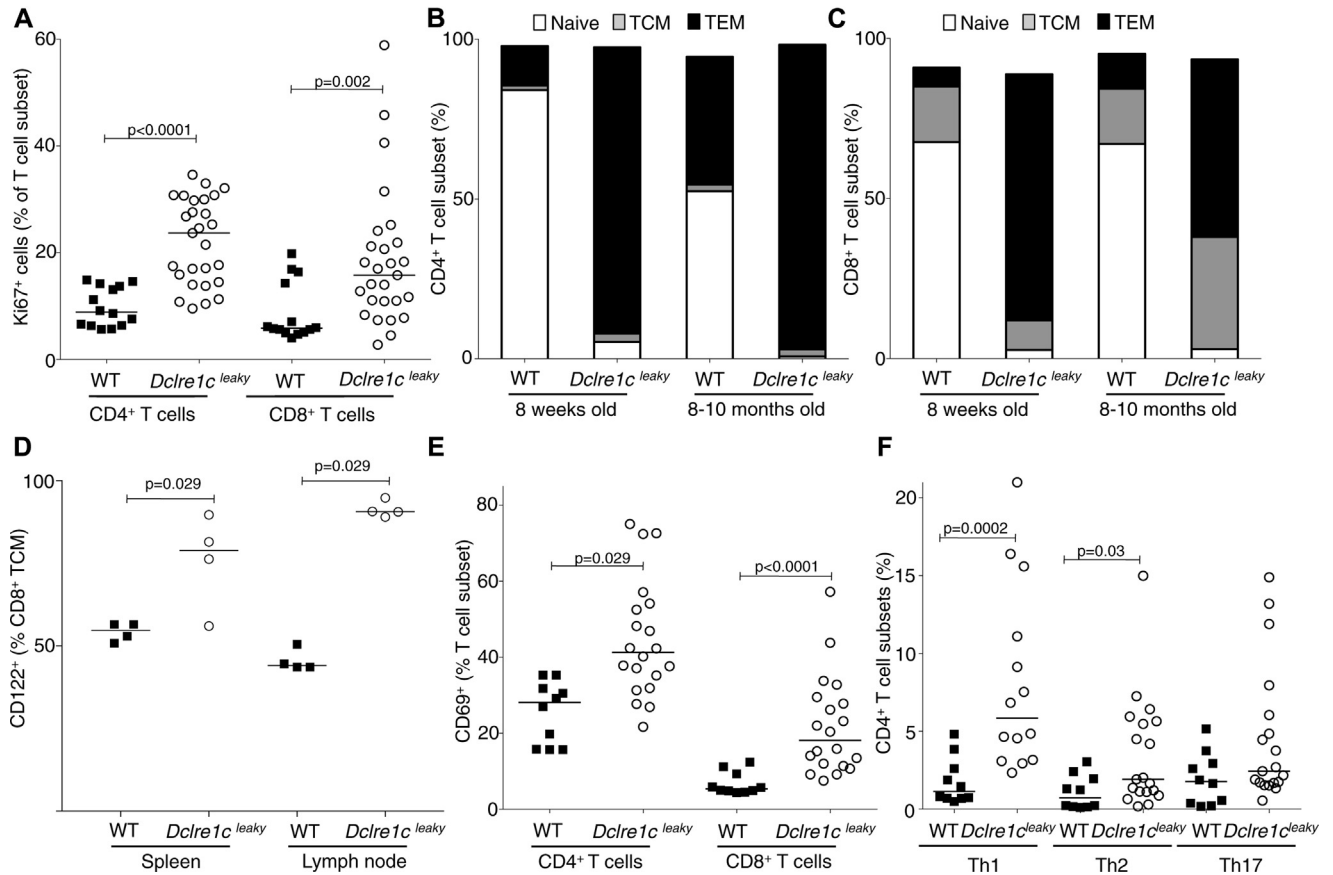 A
Ki67⁺ cells (% of T cell subset)
60
40
20
0
p<0.0001
p=0.002
WT Dclre1c leaky WT Dclre1c leaky
CD4⁺ T cells CD8⁺ T cells
B
Naive TCM TEM
CD4⁺ T cell subset (%)
100
50
0
WT Dclre1c leaky WT Dclre1c leaky
8 weeks old 8-10 months old
C
Naive TCM TEM
CD8⁺ T cell subset (%)
100
50
0
WT Dclre1c leaky WT Dclre1c leaky
8 weeks old 8-10 months old
D
CD122⁺ (% CD8⁺ TCM)
100
50
p=0.029
p=0.029
WT Dclre1c leaky WT Dclre1c leaky
Spleen Lymph node
E
CD69⁺ (% T cell subset)
80
60
40
20
0
p=0.029
p<0.0001
WT Dclre1c leaky WT Dclre1c leaky
CD4⁺ T cells CD8⁺ T cells
F
CD4⁺ T cell subsets (%)
20
15
10
5
0
p=0.0002
p=0.03
WT Dclre1c leaky WT Dclre1c leaky WT Dclre1c leaky
Th1 Th2 Th17